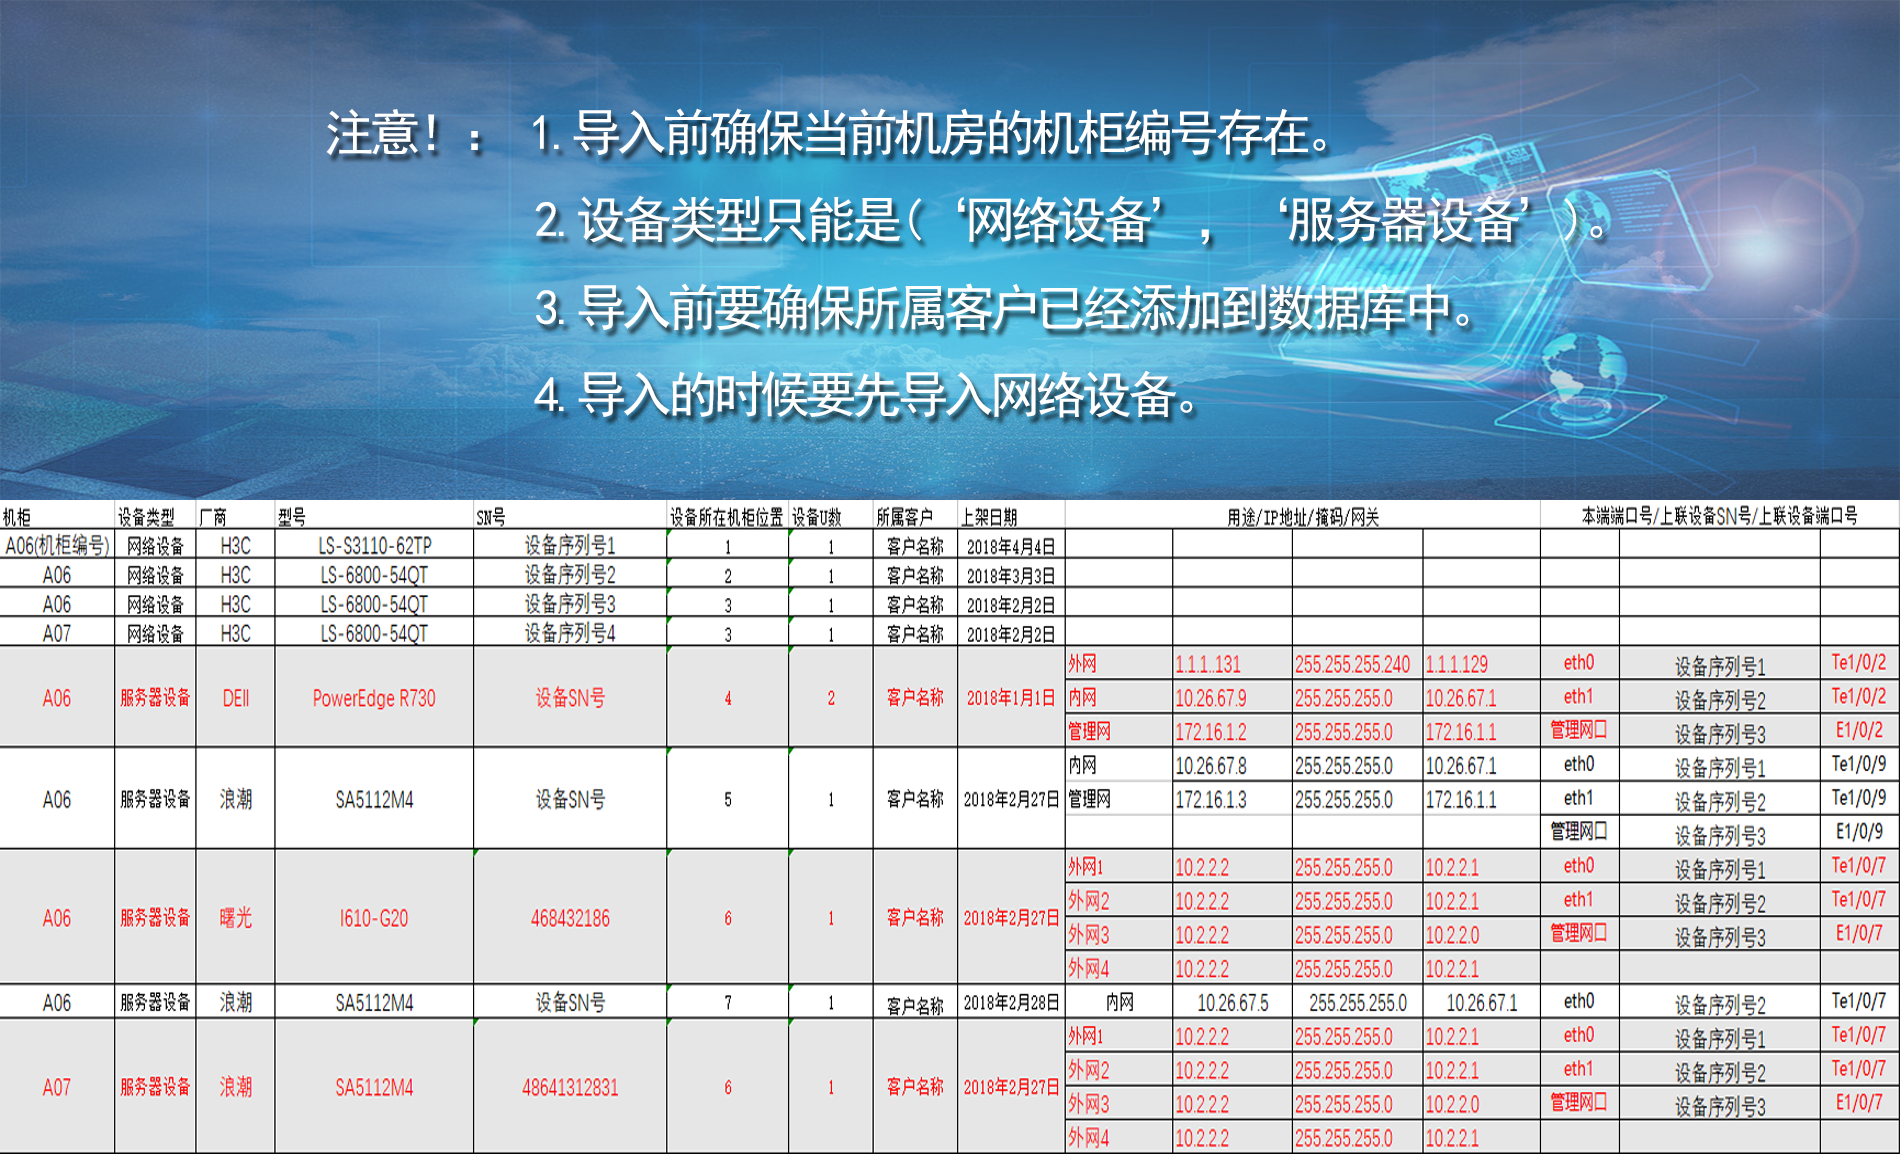 注意！： 1.导入前确保当前机房的机柜编号存在。
2.设备类型只能是(‘网络设备’，‘服务器设备’)。
3.导入前要确保所属客户已经添加到数据库中。
4.导入的时候要先导入网络设备。
机柜 设备类型 厂商 型号 SN号 设备所在机柜位置 设备U数 所属客户 上架日期 用途/IP地址/掩码/网关 本端端口号/上联设备SN号/上联设备端口号
A06(机柜编号) 网络设备 H3C LS-S3110-62TP 设备序列号1 1 1 客户名称 2018年4月4日
A06 网络设备 H3C LS-6800-54QT 设备序列号2 2 1 客户名称 2018年3月3日
A06 网络设备 H3C LS-6800-54QT 设备序列号3 3 1 客户名称 2018年2月2日
A07 网络设备 H3C LS-6800-54QT 设备序列号4 3 1 客户名称 2018年2月2日
外网 1.1.1..131 255.255.255.240 1.1.1.129 eth0 设备序列号1 Te1/0/2
A06 服务器设备 DEll PowerEdge R730 设备SN号 4 2 客户名称 2018年1月1日 内网 10.26.67.9 255.255.255.0 10.26.67.1 eth1 设备序列号2 Te1/0/2
管理网 172.16.1.2 255.255.255.0 172.16.1.1 管理网口 设备序列号3 E1/0/2
内网 10.26.67.8 255.255.255.0 10.26.67.1 eth0 设备序列号1 Te1/0/9
A06 服务器设备 浪潮 SA5112M4 设备SN号 5 1 客户名称 2018年2月27日 管理网 172.16.1.3 255.255.255.0 172.16.1.1 eth1 设备序列号2 Te1/0/9
管理网口 设备序列号3 E1/0/9
外网1 10.2.2.2 255.255.255.0 10.2.2.1 eth0 设备序列号1 Te1/0/7
外网2 10.2.2.2 255.255.255.0 10.2.2.1 eth1 设备序列号2 Te1/0/7
A06 服务器设备 曙光 I610-G20 468432186 6 1 客户名称 2018年2月27日
外网3 10.2.2.2 255.255.255.0 10.2.2.0 管理网口 设备序列号3 E1/0/7
外网4 10.2.2.2 255.255.255.0 10.2.2.1
A06 服务器设备 浪潮 SA5112M4 设备SN号 7 1 客户名称 2018年2月28日 内网 10.26.67.5 255.255.255.0 10.26.67.1 eth0 设备序列号2 Te1/0/7
外网1 10.2.2.2 255.255.255.0 10.2.2.1 eth0 设备序列号1 Te1/0/7
外网2 10.2.2.2 255.255.255.0 10.2.2.1 eth1 设备序列号2 Te1/0/7
A07 服务器设备 浪潮 SA5112M4 48641312831 6 1 客户名称 2018年2月27日
外网3 10.2.2.2 255.255.255.0 10.2.2.0 管理网口 设备序列号3 E1/0/7
外网4 10.2.2.2 255.255.255.0 10.2.2.1